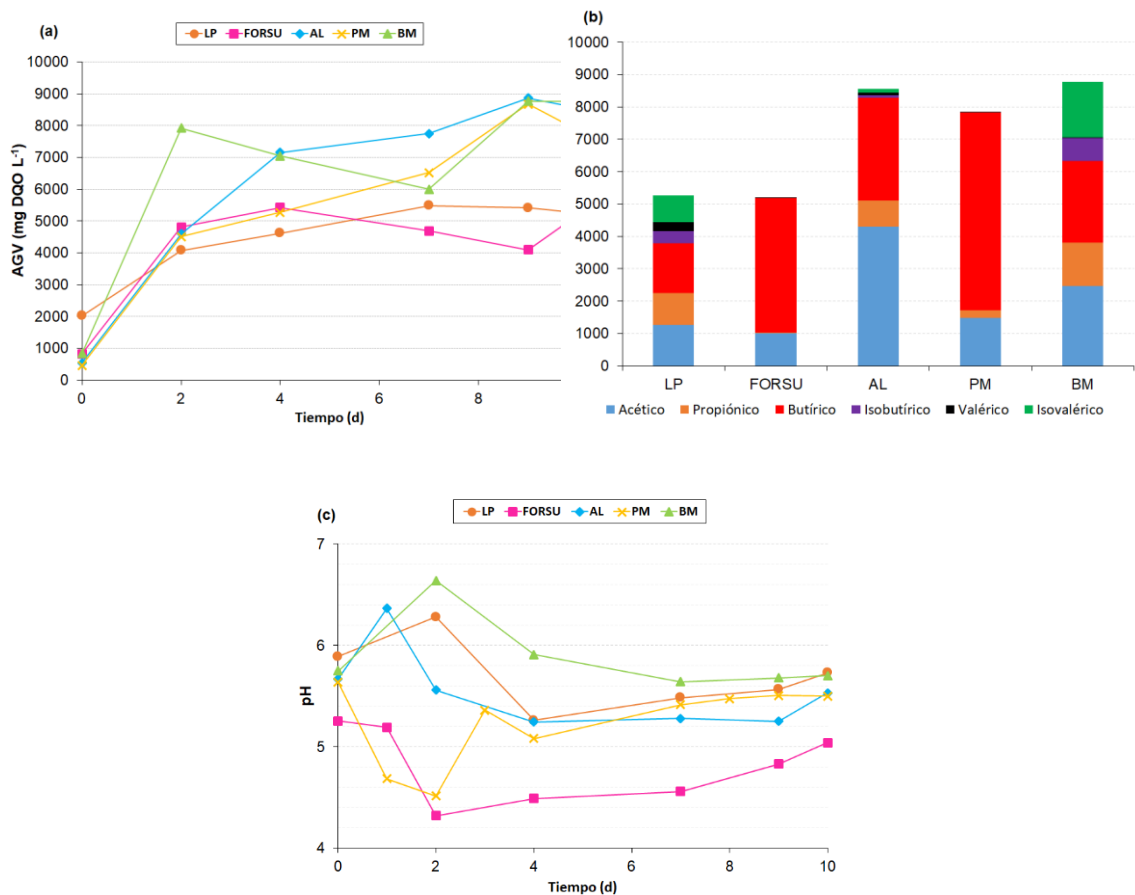 (a)
LP FORSU AL PM BM
10000
9000
8000
7000
6000
5000
4000
3000
2000
1000
0
AGV (mg DQO L⁻¹)
0 2 4 6 8
Tiempo (d)
(b)
10000
9000
8000
7000
6000
5000
4000
3000
2000
1000
0
LP FORSU AL PM BM
Acético Propiónico Butírico Isobutírico Valérico Isovalérico
(c)
LP FORSU AL PM BM
7
6
5
4
pH
0 2 4 6 8 10
Tiempo (d)